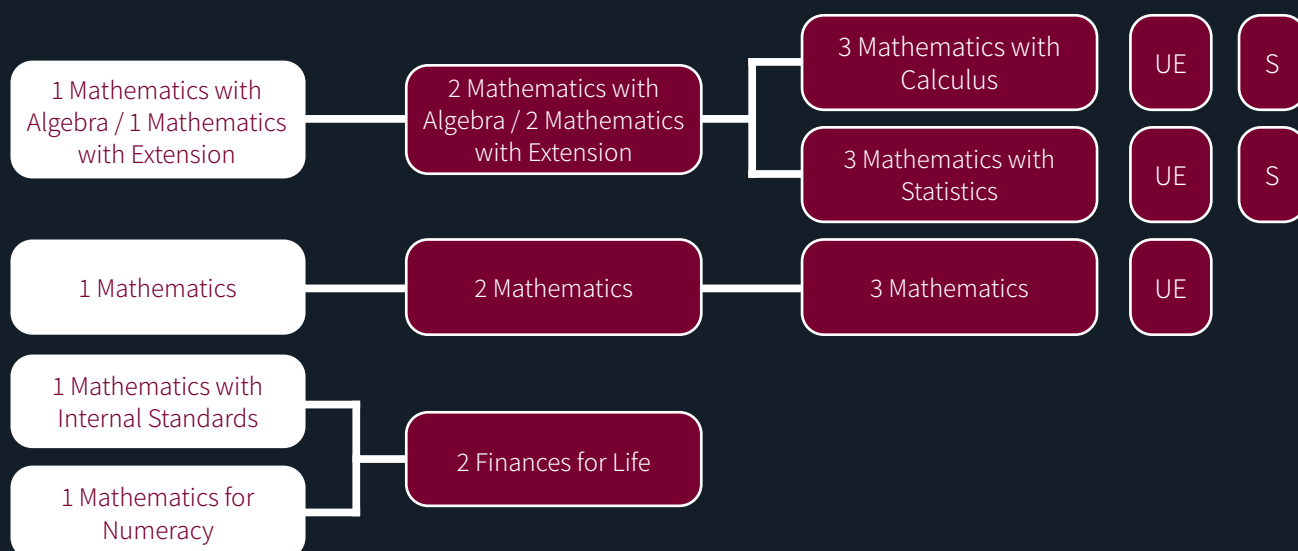 1 Mathematics with
Algebra / 1 Mathematics
with Extension
2 Mathematics with
Algebra / 2 Mathematics
with Extension
3 Mathematics with
Calculus
UE
S
3 Mathematics with
Statistics
UE
S
1 Mathematics
2 Mathematics
3 Mathematics
UE
1 Mathematics with
Internal Standards
2 Finances for Life
1 Mathematics for
Numeracy